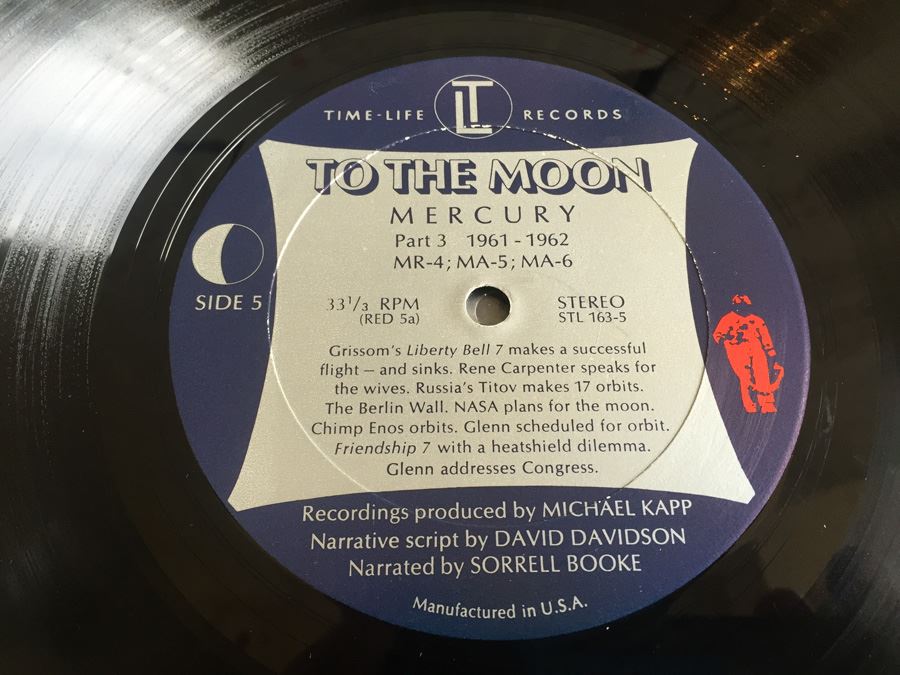 TIME-LIFE LT RECORDS
TO THE MOON
MERCURY
Part 3 1961 - 1962
MR-4; MA-5; MA-6
SIDE 5
33 1/3 RPM
(RED 5a)
STEREO
STL 163-5
Grissom's Liberty Bell 7 makes a successful
flight — and sinks. Rene Carpenter speaks for
the wives. Russia's Titov makes 17 orbits.
The Berlin Wall. NASA plans for the moon.
Chimp Enos orbits. Glenn scheduled for orbit.
Friendship 7 with a heatshield dilemma.
Glenn addresses Congress.
Recordings produced by MICHAEL KAPP
Narrative script by DAVID DAVIDSON
Narrated by SORRELL BOOKE
Manufactured in U.S.A.